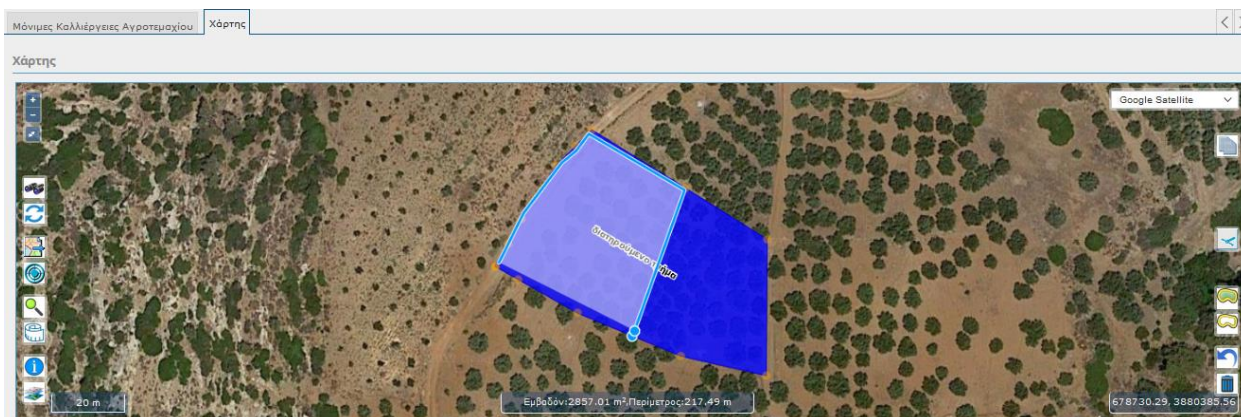 Μόνιμες Καλλιέργειες Αγροτεμαχίου
Χάρτης
Χάρτης
Google Satellite
διατηρούμενο τμήμα
20 m
Εμβαδόν:2857.01 m².Περίμετρος:217.49 m
678730.29, 3880385.56